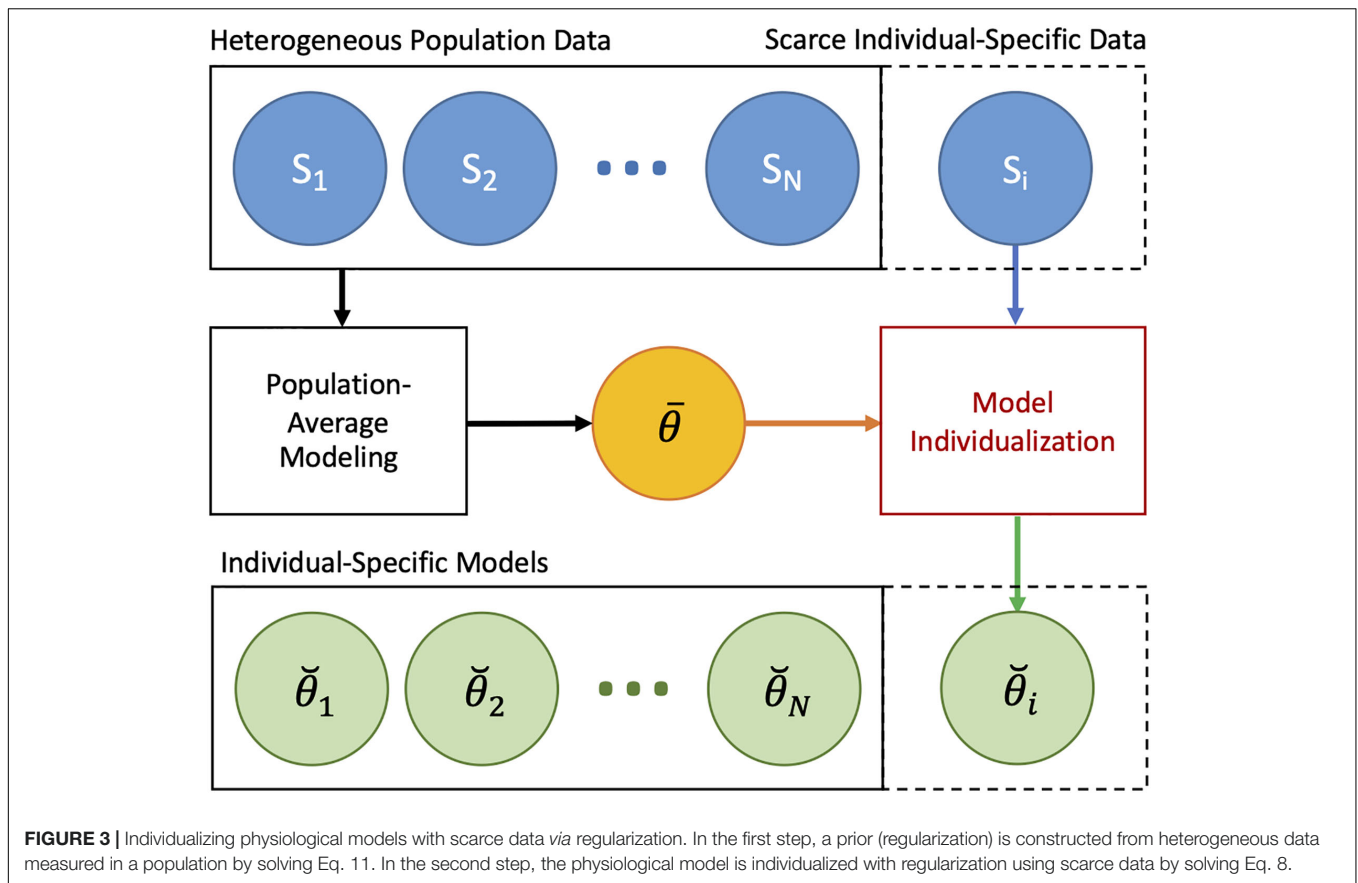 Heterogeneous Population Data
Scarce Individual-Specific Data
S₁
S₂
S_N
Sᵢ
Population-
Average
Modeling
θ̄
Model
Individualization
Individual-Specific Models
θ̆₁
θ̆₂
θ̆_N
θ̆ᵢ
FIGURE 3 | Individualizing physiological models with scarce data via regularization. In the first step, a prior (regularization) is constructed from heterogeneous data
measured in a population by solving Eq. 11. In the second step, the physiological model is individualized with regularization using scarce data by solving Eq. 8.